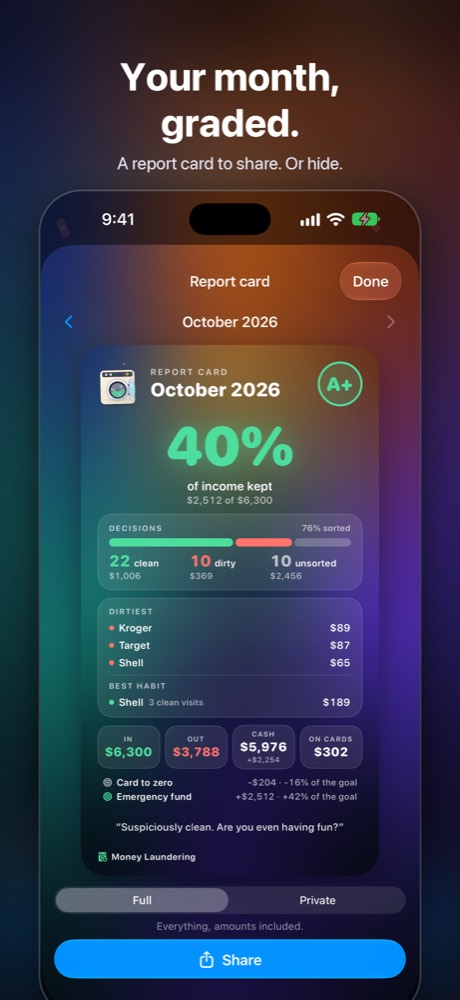 Your month,
graded.
A report card to share. Or hide.
9:41
Report card
Done
October 2026
REPORT CARD
October 2026
A+
40%
of income kept
$2,512 of $6,300
DECISIONS
76% sorted
22 clean
10 dirty
10 unsorted
$1,006
$369
$2,456
DIRTIEST
Kroger
$89
Target
$87
Shell
$65
BEST HABIT
Shell 3 clean visits
$189
IN
$6,300
OUT
$3,788
CASH
$5,976
+$2,254
ON CARDS
$302
Card to zero
-$204 · -16% of the goal
Emergency fund
+$2,512 · +42% of the goal
"Suspiciously clean. Are you even having fun?"
Money Laundering
Full
Private
Everything, amounts included.
Share